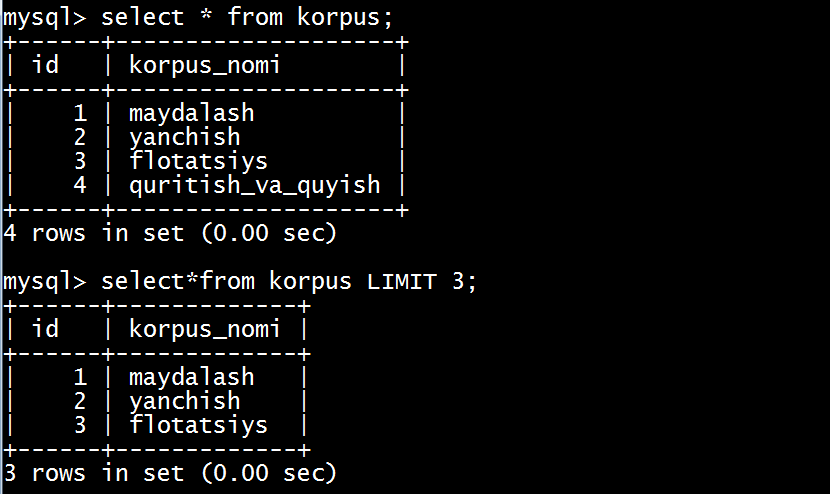 mysql> select * from korpus;
+------+--------------------+
| id   | korpus_nomi        |
+------+--------------------+
|    1 | maydalash          |
|    2 | yanchish           |
|    3 | flotatsiys         |
|    4 | quritish_va_quyish |
+------+--------------------+
4 rows in set (0.00 sec)

mysql> select*from korpus LIMIT 3;
+------+-------------+
| id   | korpus_nomi |
+------+-------------+
|    1 | maydalash   |
|    2 | yanchish    |
|    3 | flotatsiys  |
+------+-------------+
3 rows in set (0.00 sec)